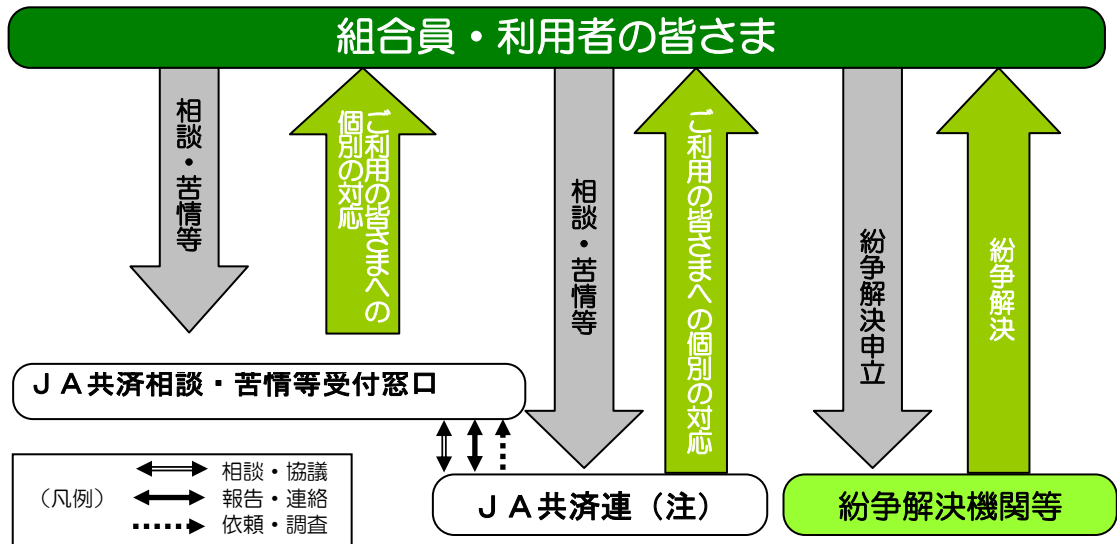 組合員・利用者の皆さま
相談・苦情等
ご利用の皆さまへの
個別の対応
相談・苦情等
ご利用の皆さまへの個別の対応
紛争解決申立
紛争解決
ＪＡ共済相談・苦情等受付窓口
（凡例）
相談・協議
報告・連絡
依頼・調査
ＪＡ共済連（注）
紛争解決機関等